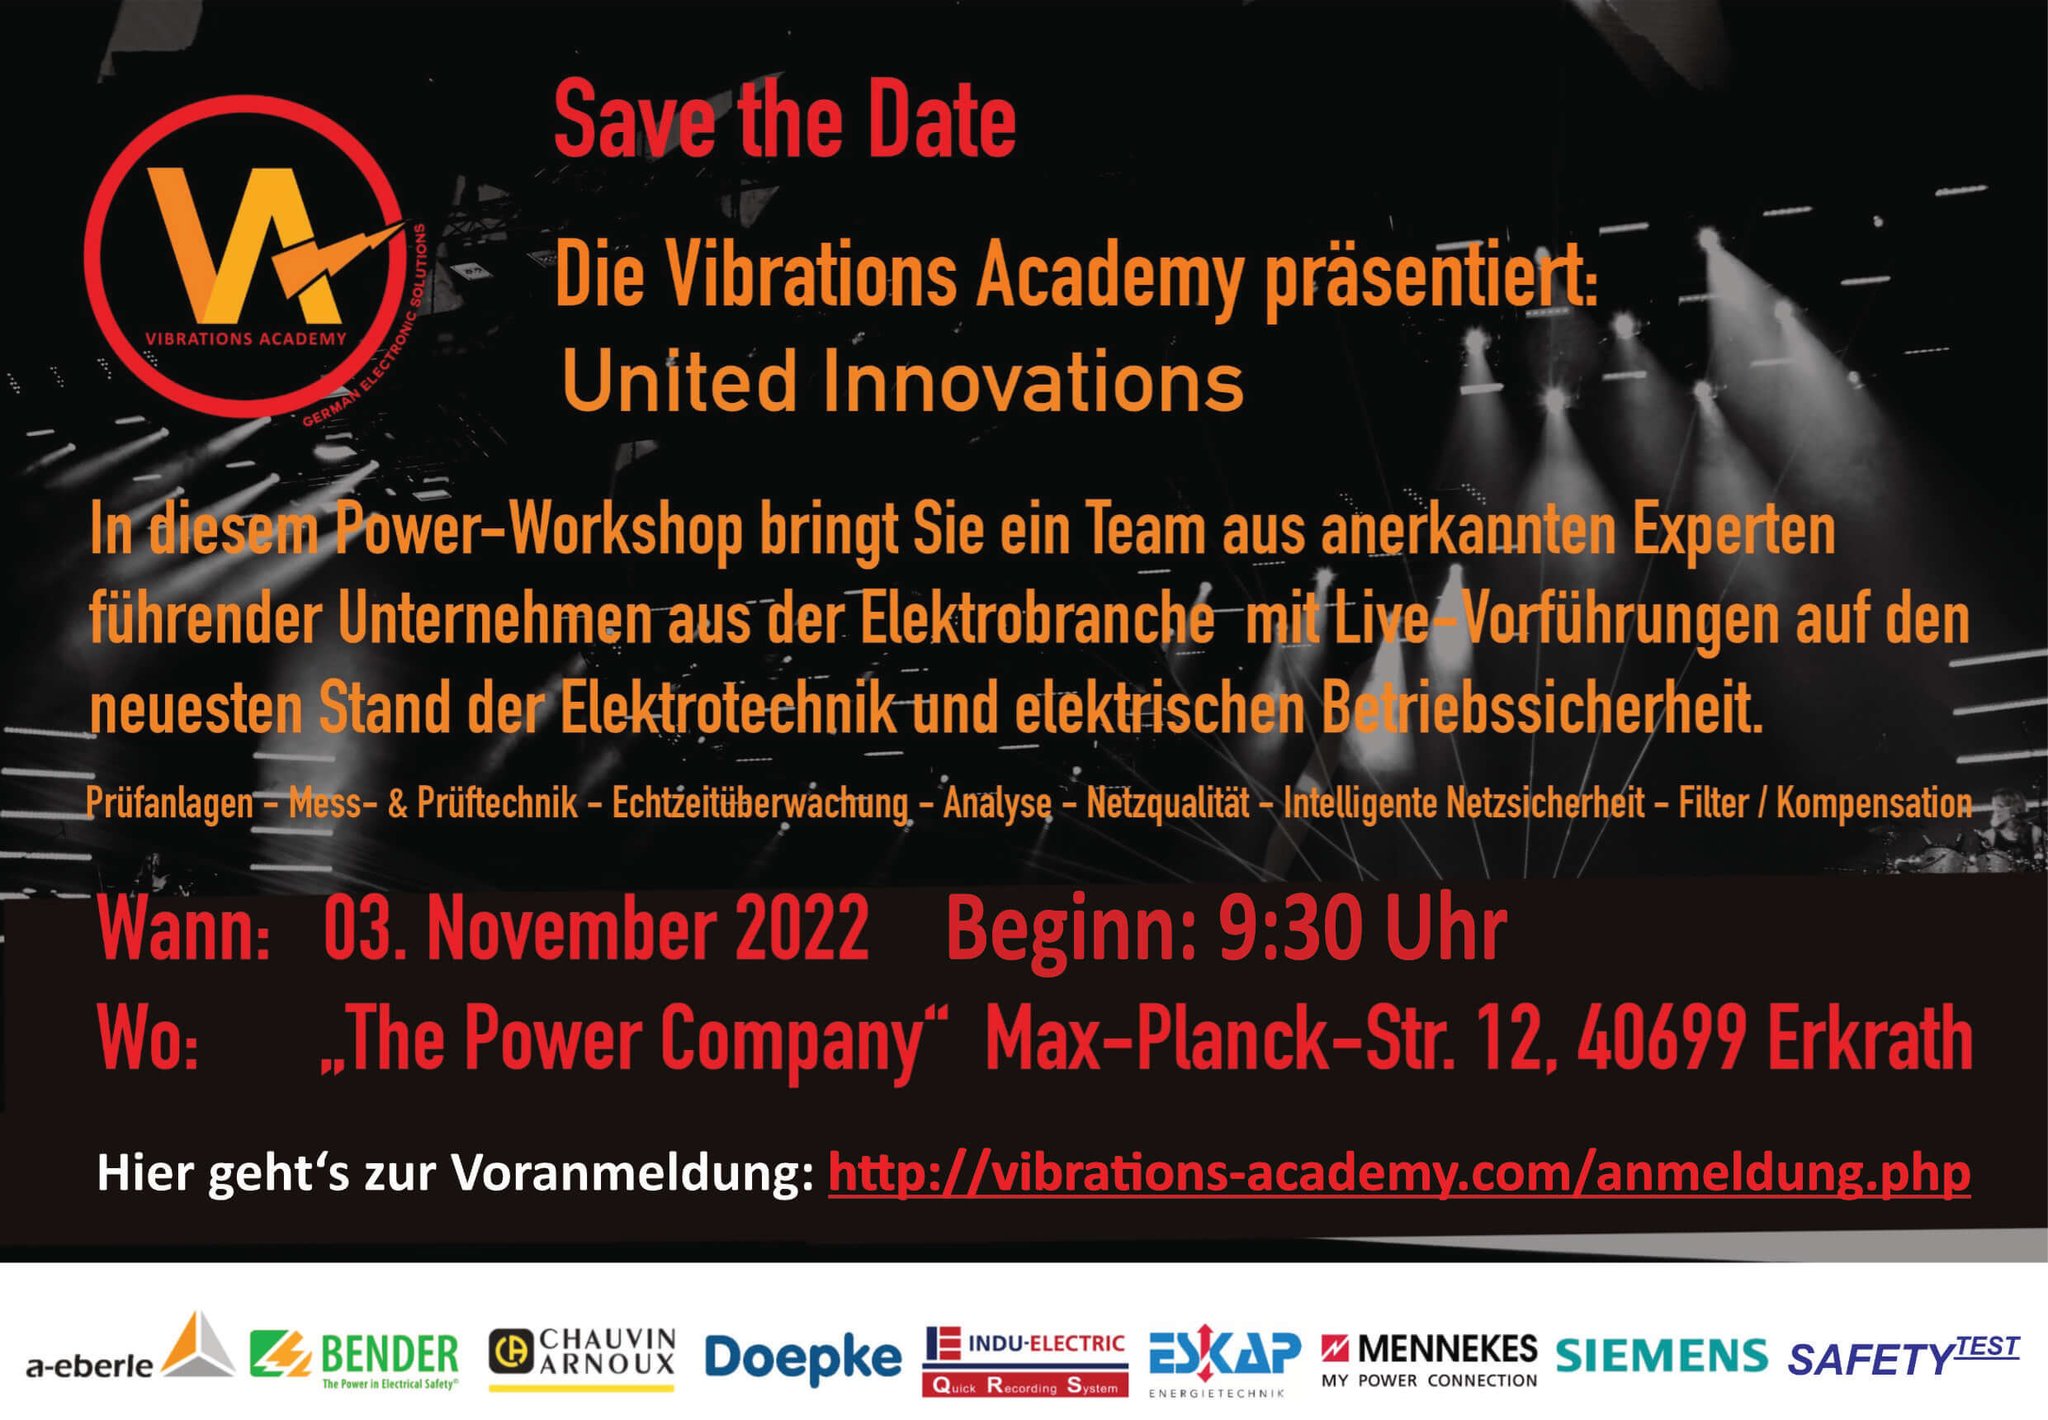 Save the Date
VIBRATIONS ACADEMY
GERMAN ELECTRONIC SOLUTIONS
Die Vibrations Academy präsentiert:
United Innovations
In diesem Power-Workshop bringt Sie ein Team aus anerkannten Experten
führender Unternehmen aus der Elektrobranche mit Live-Vorführungen auf den
neuesten Stand der Elektrotechnik und elektrischen Betriebssicherheit.
Prüfanlagen - Mess- & Prüftechnik - Echtzeitüberwachung - Analyse - Netzqualität - Intelligente Netzsicherheit - Filter / Kompensation
Wann: 03. November 2022 Beginn: 9:30 Uhr
Wo: „The Power Company“ Max-Planck-Str. 12, 40699 Erkrath
Hier geht‘s zur Voranmeldung: http://vibrations-academy.com/anmeldung.php
a-eberle
BENDER
The Power in Electrical Safety®
CA
CHAUVIN
ARNOUX
Doepke
IE INDU-ELECTRIC
Quick Recording System
ESKAP
ENERGIETECHNIK
MENNEKES
MY POWER CONNECTION
SIEMENS
SAFETYTEST